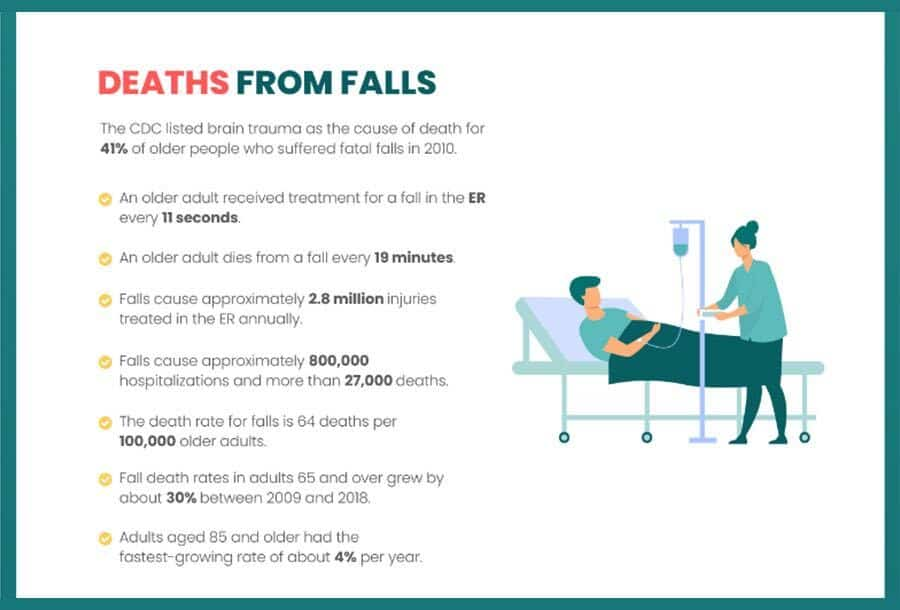 DEATHS FROM FALLS
The CDC listed brain trauma as the cause of death for
41% of older people who suffered fatal falls in 2010.
An older adult received treatment for a fall in the ER
every 11 seconds.
An older adult dies from a fall every 19 minutes.
Falls cause approximately 2.8 million injuries
treated in the ER annually.
Falls cause approximately 800,000
hospitalizations and more than 27,000 deaths.
The death rate for falls is 64 deaths per
100,000 older adults.
Fall death rates in adults 65 and over grew by
about 30% between 2009 and 2018.
Adults aged 85 and older had the
fastest-growing rate of about 4% per year.